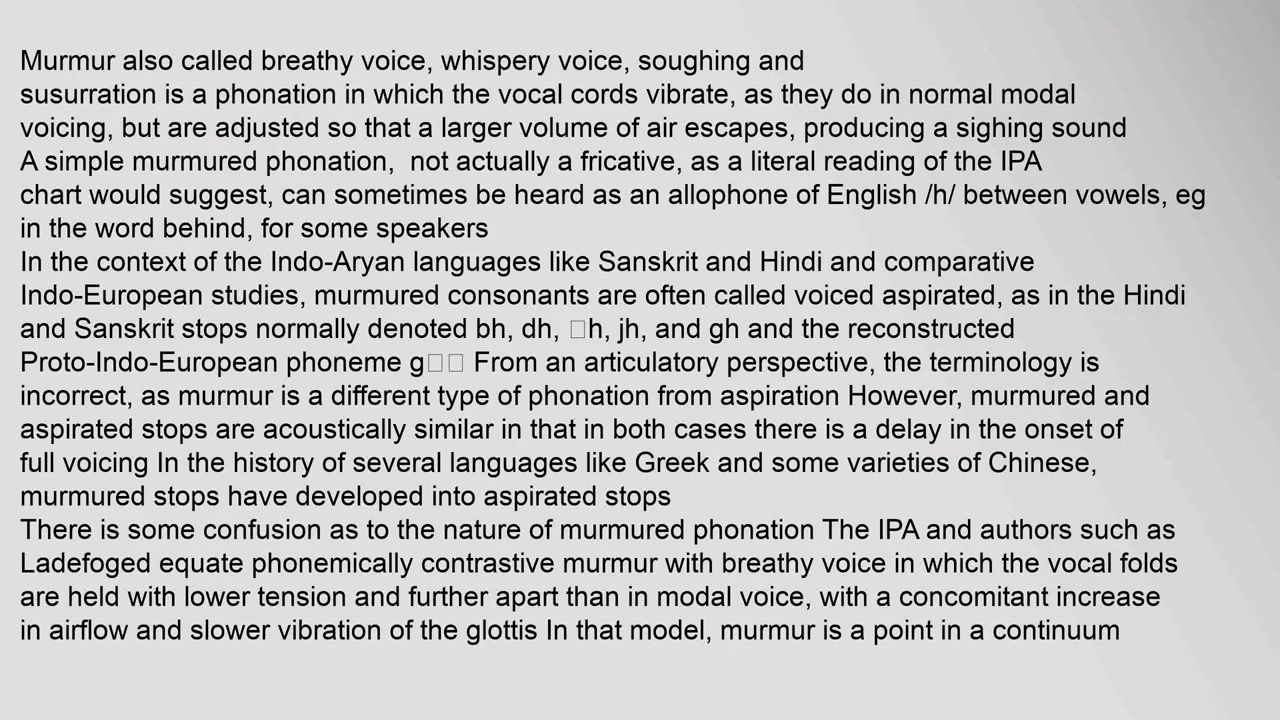 Murmur also called breathy voice, whispery voice, soughing and
susurration is a phonation in which the vocal cords vibrate, as they do in normal modal
voicing, but are adjusted so that a larger volume of air escapes, producing a sighing sound
A simple murmured phonation,  not actually a fricative, as a literal reading of the IPA
chart would suggest, can sometimes be heard as an allophone of English /h/ between vowels, eg
in the word behind, for some speakers
In the context of the Indo-Aryan languages like Sanskrit and Hindi and comparative
Indo-European studies, murmured consonants are often called voiced aspirated, as in the Hindi
and Sanskrit stops normally denoted bh, dh, □h, jh, and gh and the reconstructed
Proto-Indo-European phoneme g□□ From an articulatory perspective, the terminology is
incorrect, as murmur is a different type of phonation from aspiration However, murmured and
aspirated stops are acoustically similar in that in both cases there is a delay in the onset of
full voicing In the history of several languages like Greek and some varieties of Chinese,
murmured stops have developed into aspirated stops
There is some confusion as to the nature of murmured phonation The IPA and authors such as
Ladefoged equate phonemically contrastive murmur with breathy voice in which the vocal folds
are held with lower tension and further apart than in modal voice, with a concomitant increase
in airflow and slower vibration of the glottis In that model, murmur is a point in a continuum